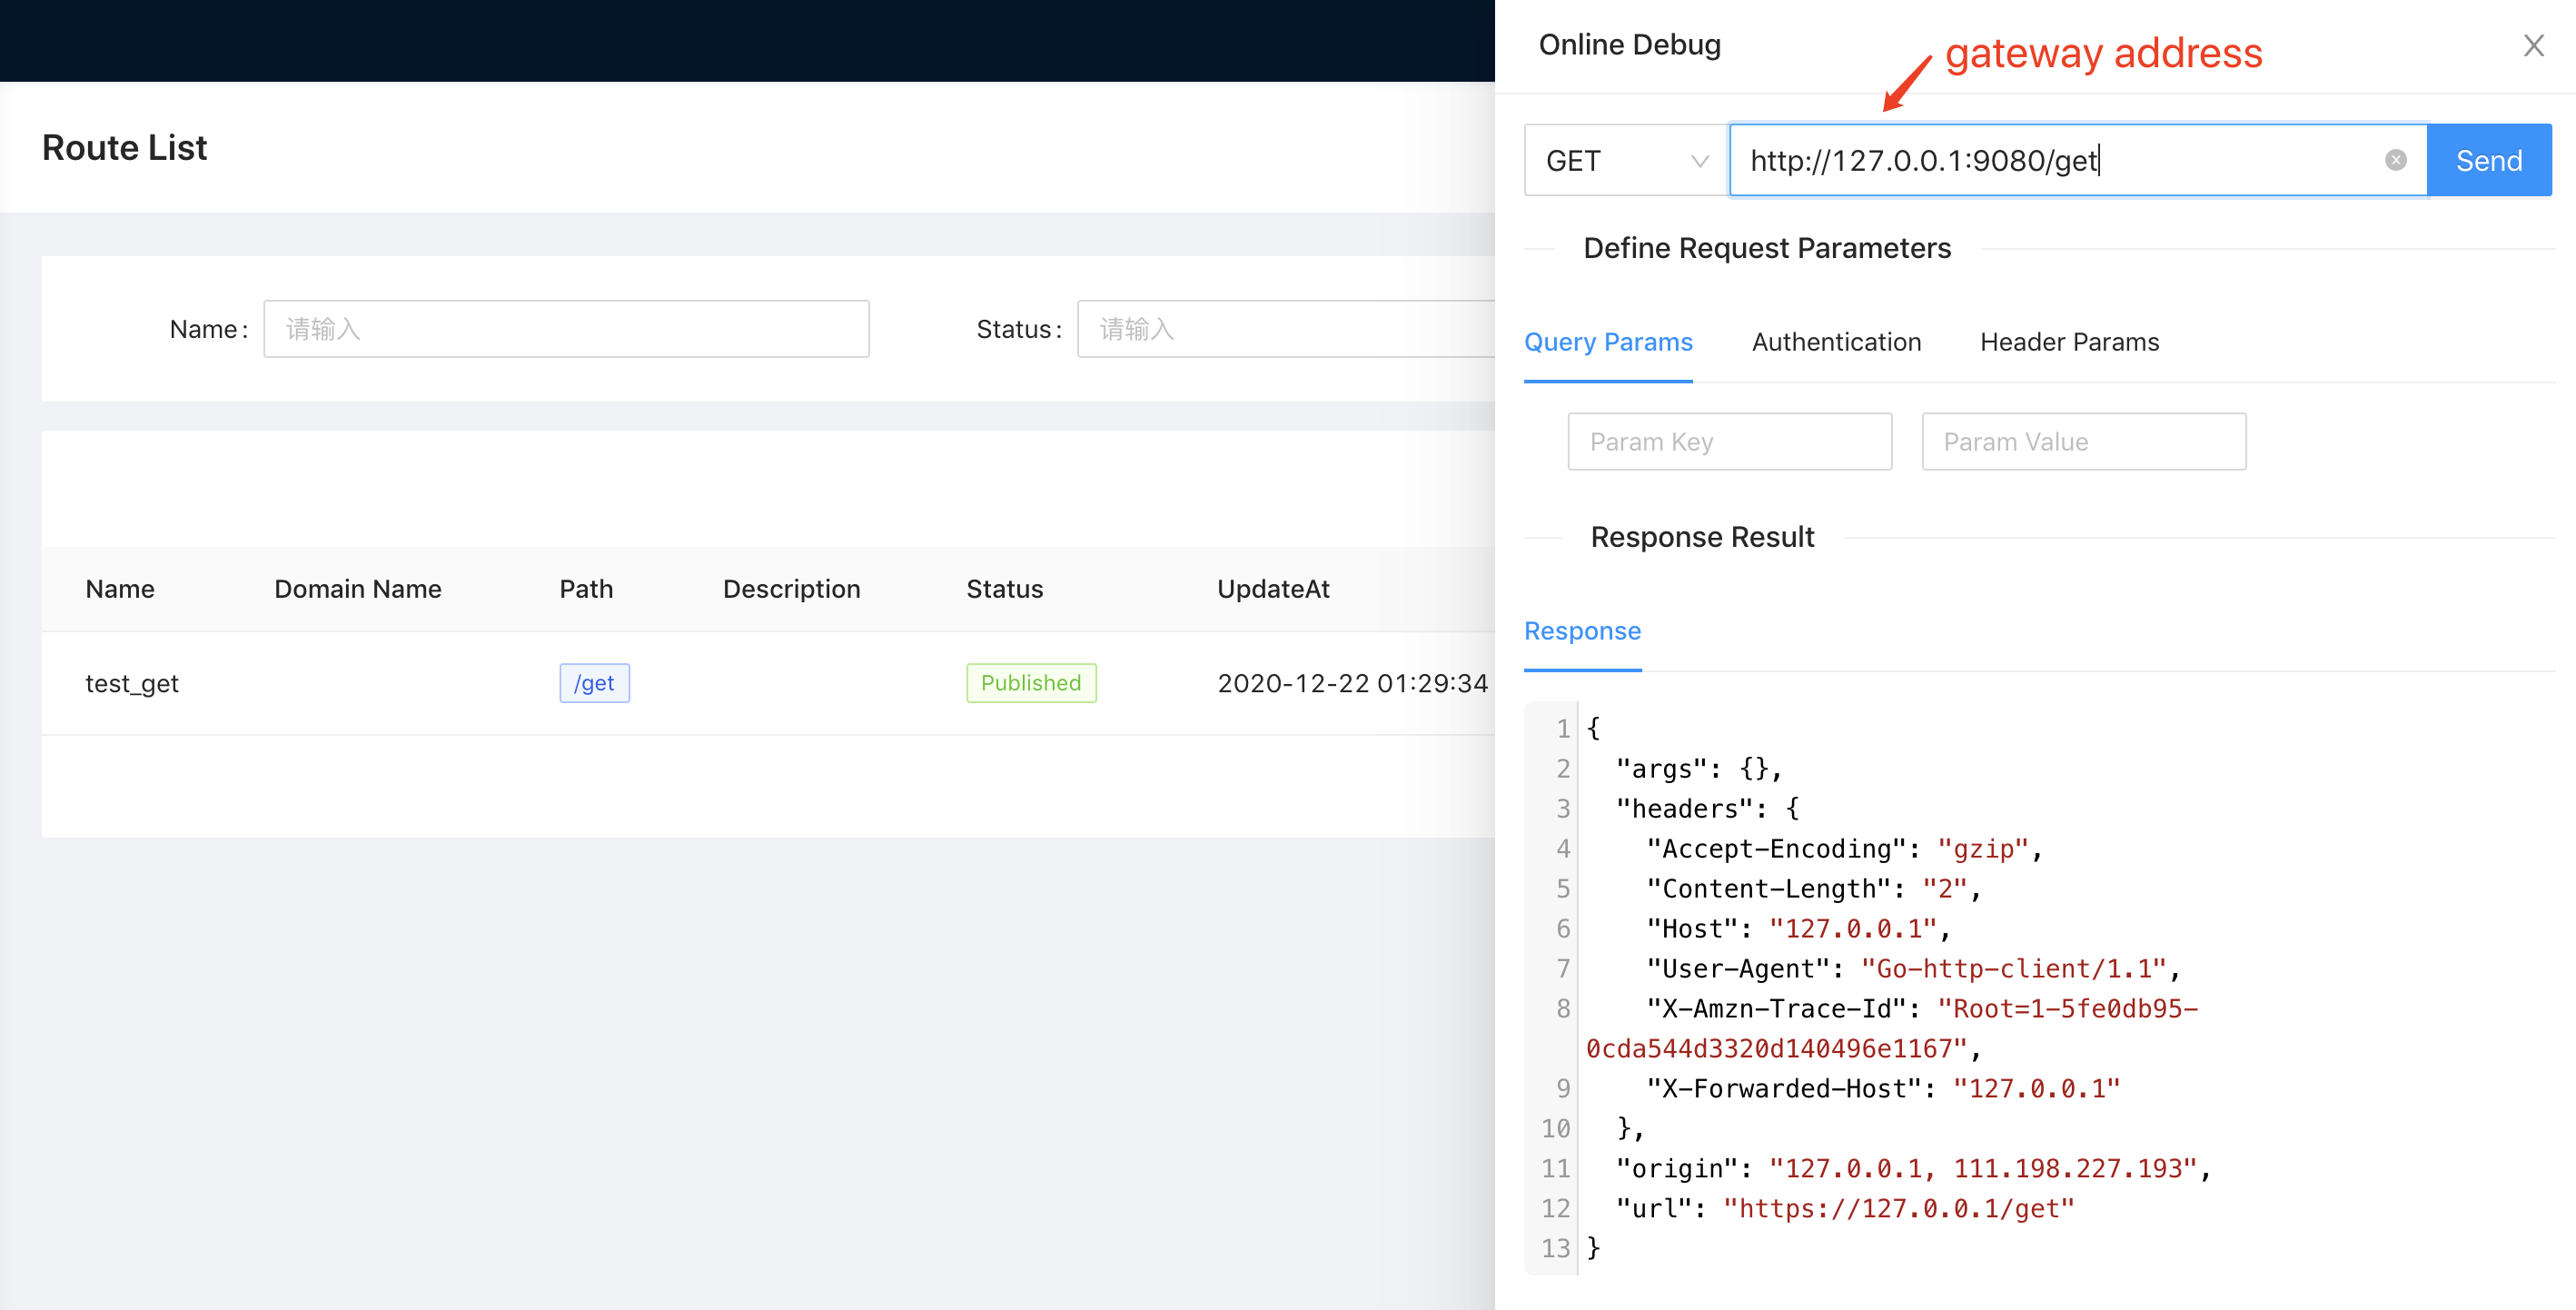 Route List
Name: 请输入 Status: 请输入
Name Domain Name Path Description Status UpdateAt
test_get /get Published 2020-12-22 01:29:34
Online Debug
gateway address
GET http://127.0.0.1:9080/get Send
Define Request Parameters
Query Params Authentication Header Params
Param Key Param Value
Response Result
Response
1 {
2 "args": {},
3 "headers": {
4 "Accept-Encoding": "gzip",
5 "Content-Length": "2",
6 "Host": "127.0.0.1",
7 "User-Agent": "Go-http-client/1.1",
8 "X-Amzn-Trace-Id": "Root=1-5fe0db95-
0cda544d3320d140496e1167",
9 "X-Forwarded-Host": "127.0.0.1"
10 },
11 "origin": "127.0.0.1, 111.198.227.193",
12 "url": "https://127.0.0.1/get"
13 }